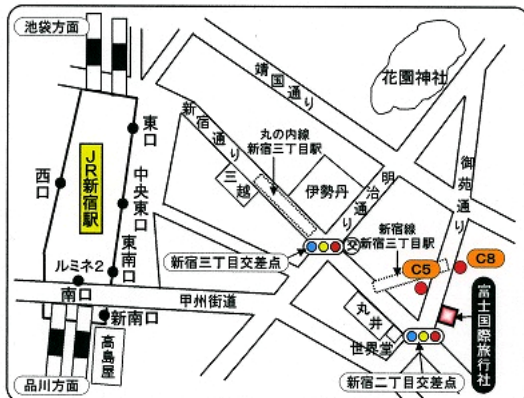 池袋方面
靖国通り
花園神社
新宿通り
丸の内線
新宿三丁目駅
東口
西口
JR新宿駅
中央東口
三越
伊勢丹
明治通り
御苑通り
交
新宿線
新宿三丁目駅
東南口
ルミネ2
新宿三丁目交差点
C5
C8
南口
甲州街道
新南口
丸井
世界堂
富士国際旅行社
高島屋
品川方面
新宿二丁目交差点